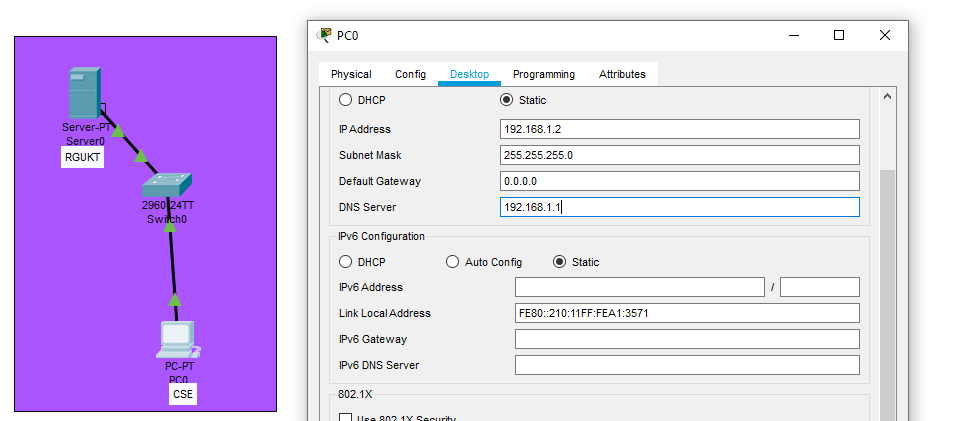 Server-PT
Server0
RGUKT
2960-24TT
Switch0
PC-PT
PC0
CSE
PC0
Physical Config Desktop Programming Attributes
DHCP Static
IP Address 192.168.1.2
Subnet Mask 255.255.255.0
Default Gateway 0.0.0.0
DNS Server 192.168.1.1
IPv6 Configuration
DHCP Auto Config Static
IPv6 Address /
Link Local Address FE80::210:11FF:FEA1:3571
IPv6 Gateway
IPv6 DNS Server
802.1X
Use 802.1X Security